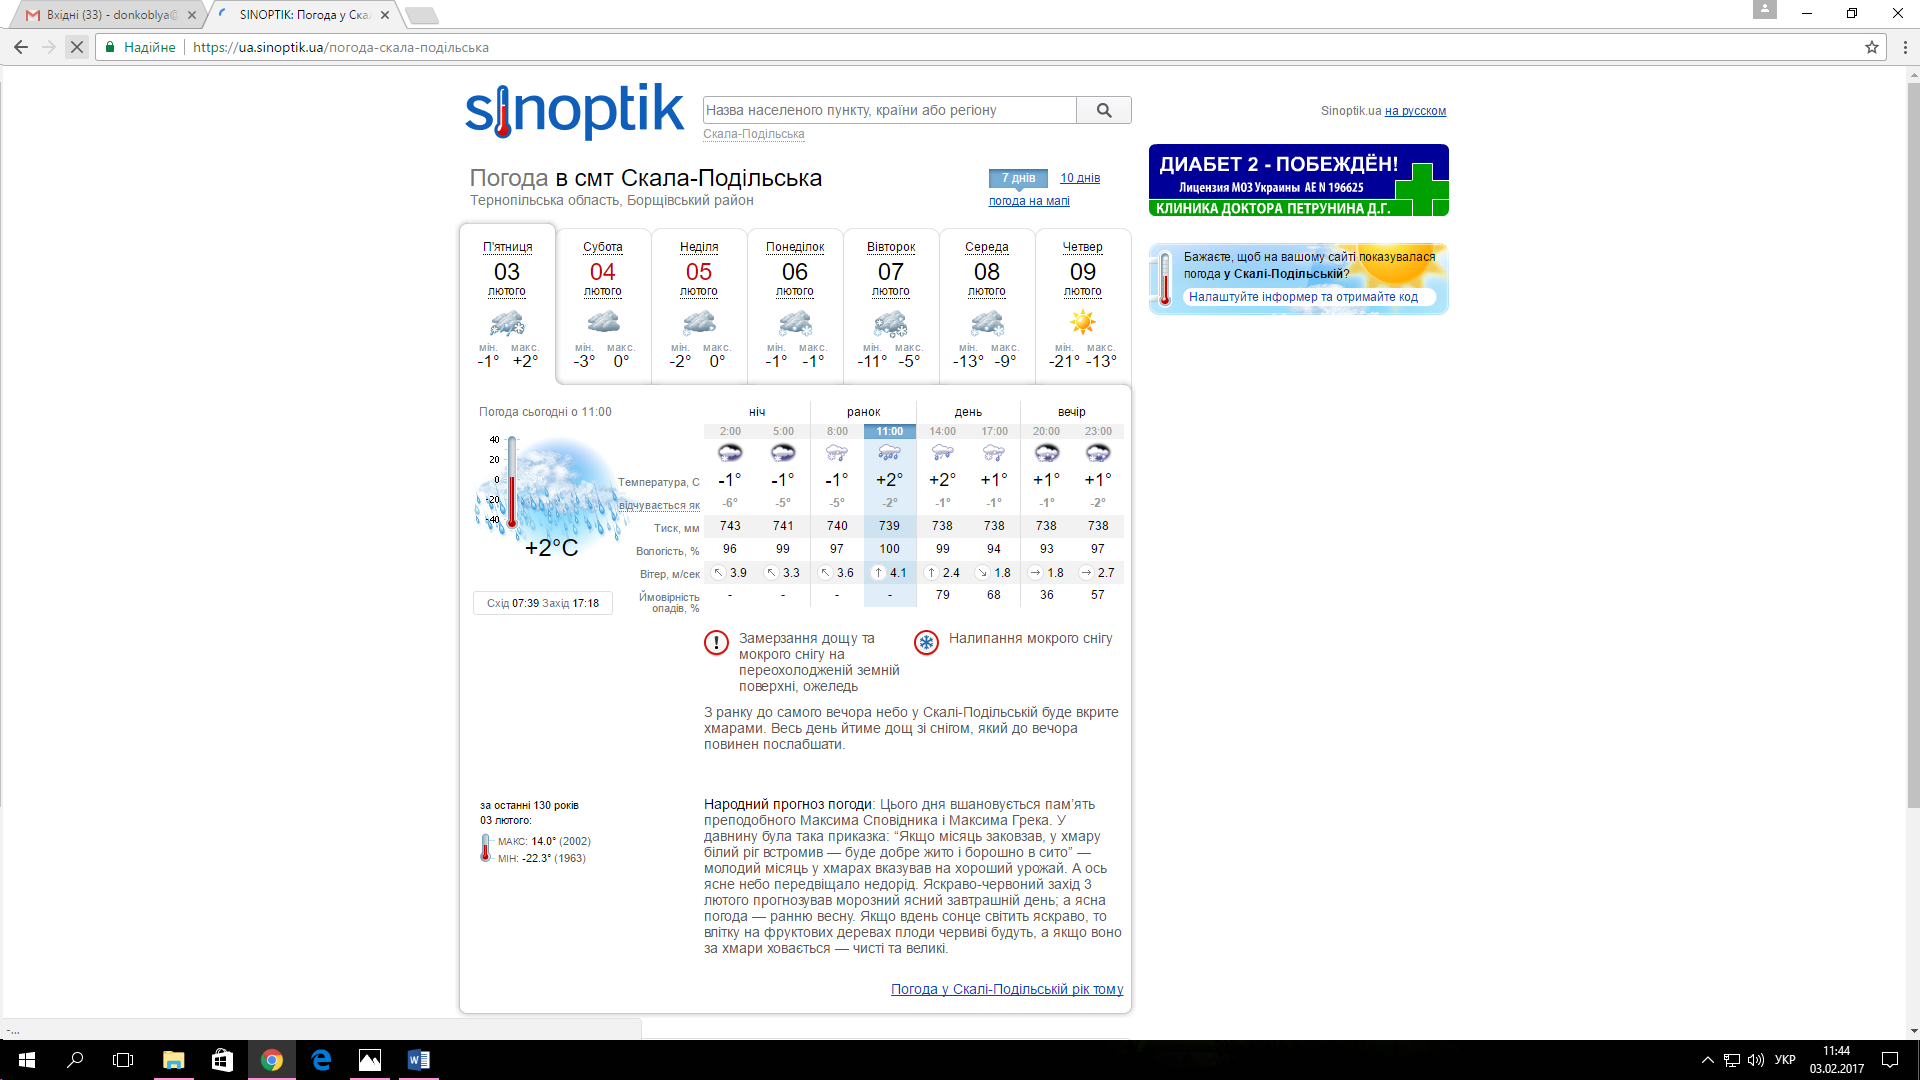 Вхідні (33) - donkoblya@
SINOPTIK: Погода у Ска
Надійне
https://ua.sinoptik.ua/погода-скала-подільська
sinoptik
Назва населеного пункту, країни або регіону
Скала-Подільська
Sinoptik.ua на русском
Погода в смт Скала-Подільська
Тернопільська область, Борщівський район
7 днів 10 днів
погода на мапі
ДИАБЕТ 2 - ПОБЕЖДЁН!
Лицензия МОЗ Украины АЕ N 196625
КЛИНИКА ДОКТОРА ПЕТРУНИНА Д.Г.
Бажаєте, щоб на вашому сайті показувалася
погода у Скалі-Подільській?
Налаштуйте інформер та отримайте код
П'ятниця Субота Неділя Понеділок Вівторок Середа Четвер
03 04 05 06 07 08 09
лютого лютого лютого лютого лютого лютого лютого
мін. макс. мін. макс. мін. макс. мін. макс. мін. макс. мін. макс. мін. макс.
-1° +2° -3° 0° -2° 0° -1° -1° -11° -5° -13° -9° -21° -13°
Погода сьогодні о 11:00
40
20
0
-20
-40
+2°C
Схід 07:39 Захід 17:18
ніч ранок день вечір
2:00 5:00 8:00 11:00 14:00 17:00 20:00 23:00
Температура, С -1° -1° -1° +2° +2° +1° +1° +1°
відчувається як -6° -5° -5° -2° -1° -1° -1° -2°
Тиск, мм 743 741 740 739 738 738 738 738
Вологість, % 96 99 97 100 99 94 93 97
Вітер, м/сек 3.9 3.3 3.6 4.1 2.4 1.8 1.8 2.7
Ймовірність
опадів, % - - - - 79 68 36 57
Замерзання дощу та
мокрого снігу на
переохолодженій земній
поверхні, ожеледь
Налипання мокрого снігу
З ранку до самого вечора небо у Скалі-Подільській буде вкрите
хмарами. Весь день йтиме дощ зі снігом, який до вечора
повинен послабшати.
за останні 130 років
03 лютого:
МАКС: 14.0° (2002)
МІН: -22.3° (1963)
Народний прогноз погоди: Цього дня вшановується пам’ять
преподобного Максима Сповідника і Максима Грека. У
давнину була така приказка: “Якщо місяць заковзав, у хмару
білий ріг встромив — буде добре жито і борошно в сито” —
молодий місяць у хмарах вказував на хороший урожай. А ось
ясне небо передвіщало недорід. Яскраво-червоний захід 3
лютого прогнозував морозний ясний завтрашній день; а ясна
погода — ранню весну. Якщо вдень сонце світить яскраво, то
влітку на фруктових деревах плоди червиві будуть, а якщо воно
за хмари ховається — чисті та великі.
Погода у Скалі-Подільській рік тому
-...
УКР
11:44
03.02.2017